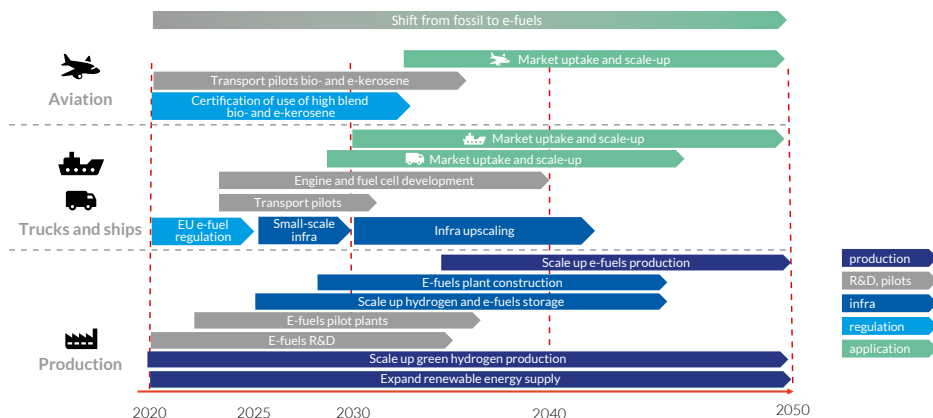 Shift from fossil to e-fuels
Market uptake and scale-up
Transport pilots bio- and e-kerosene
Aviation
Certification of use of high blend
bio- and e-kerosene
Market uptake and scale-up
Market uptake and scale-up
Engine and fuel cell development
Transport pilots
Trucks and ships
EU e-fuel
regulation
Small-scale
infra
Infra upscaling
Scale up e-fuels production
E-fuels plant construction
Scale up hydrogen and e-fuels storage
E-fuels pilot plants
E-fuels R&D
Production
Scale up green hydrogen production
Expand renewable energy supply
2020
2025
2030
2040
2050
production
R&D, pilots
infra
regulation
application